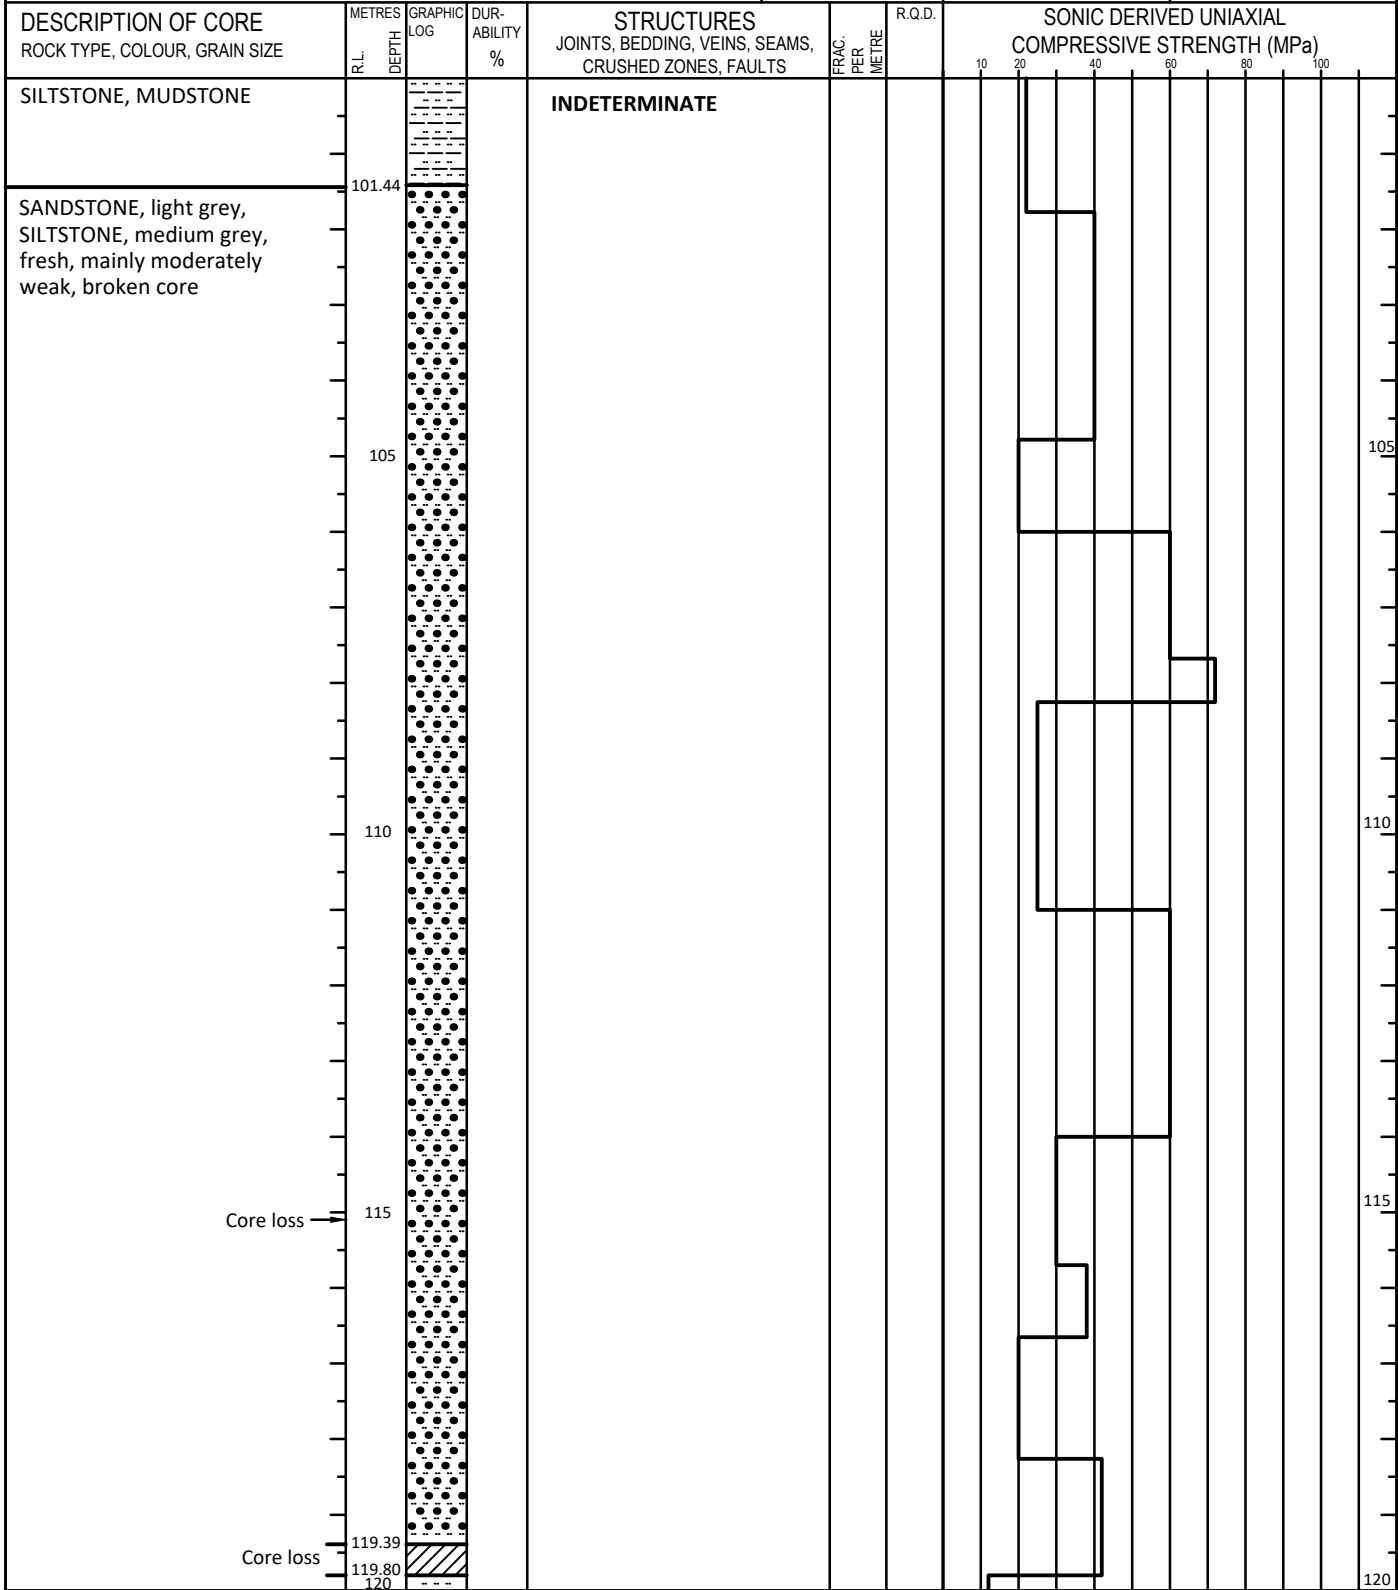 DESCRIPTION OF CORE
ROCK TYPE, COLOUR, GRAIN SIZE
METRES
R.L.
DEPTH
GRAPHIC
LOG
DUR-
ABILITY
%
STRUCTURES
JOINTS, BEDDING, VEINS, SEAMS,
CRUSHED ZONES, FAULTS
FRAC.
PER
METRE
R.Q.D.
SONIC DERIVED UNIAXIAL
COMPRESSIVE STRENGTH (MPa)
10 20 40 60 80 100
SILTSTONE, MUDSTONE
INDETERMINATE
101.44
SANDSTONE, light grey,
SILTSTONE, medium grey,
fresh, mainly moderately
weak, broken core
105 105
110 110
Core loss 115 115
119.39
Core loss
119.80
120 120